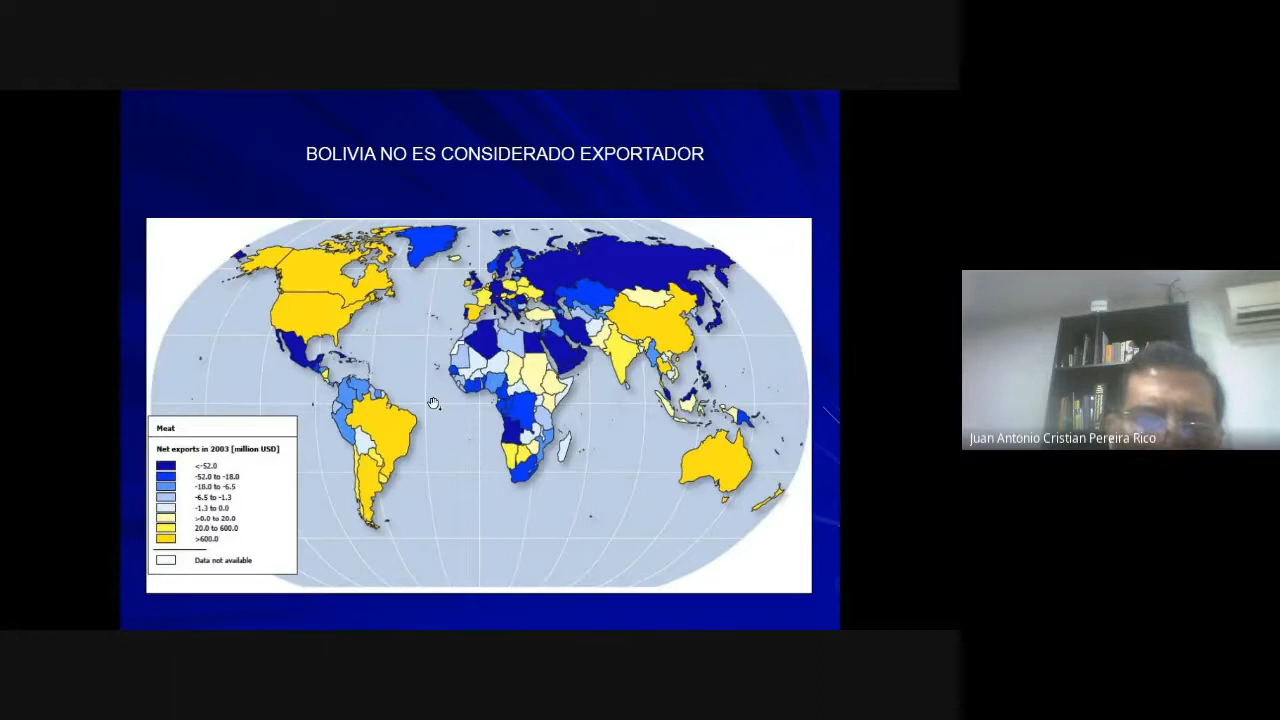 BOLIVIA NO ES CONSIDERADO EXPORTADOR
Meat
Net exports in 2003 [million USD]
<-52.0
-52.0 to -18.0
-18.0 to -6.5
-6.5 to -1.3
-1.3 to 0.0
>0.0 to 20.0
20.0 to 600.0
>600.0
Data not available
Juan Antonio Cristian Pereira Rico